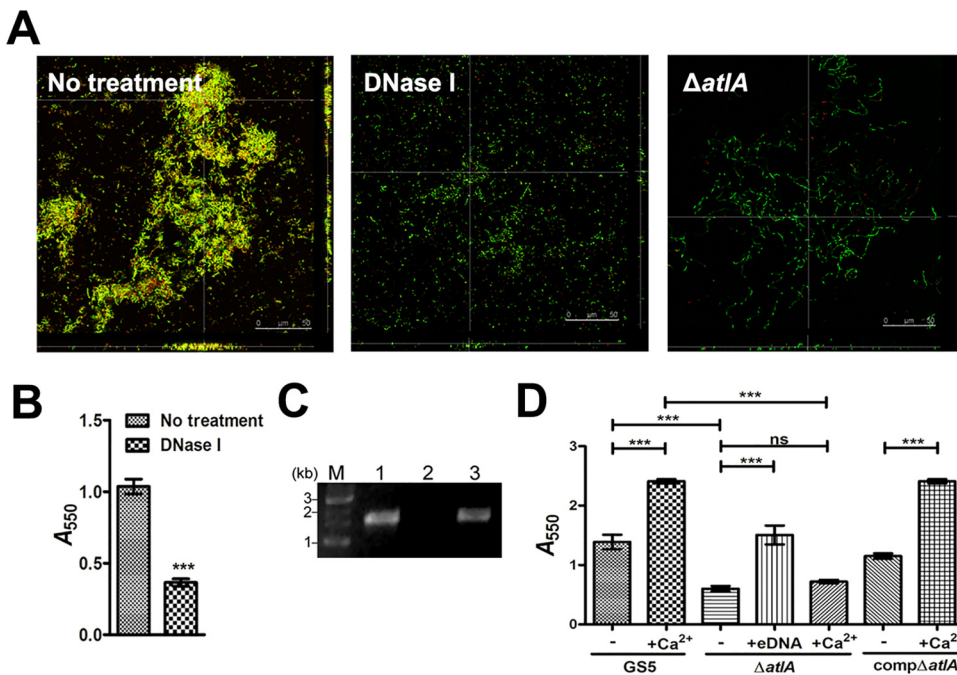 A
No treatment
DNase I
ΔatlA
0 µm 50
0 µm 50
0 µm 50
B
1.5
1.0
0.5
0.0
A550
No treatment
DNase I
***
C
(kb) M 1 2 3
3
2
1
D
3
2
1
0
A550
***
***
ns
***
***
***
- +Ca2+ - +eDNA +Ca2+ - +Ca2
GS5 ΔatlA compΔatlA